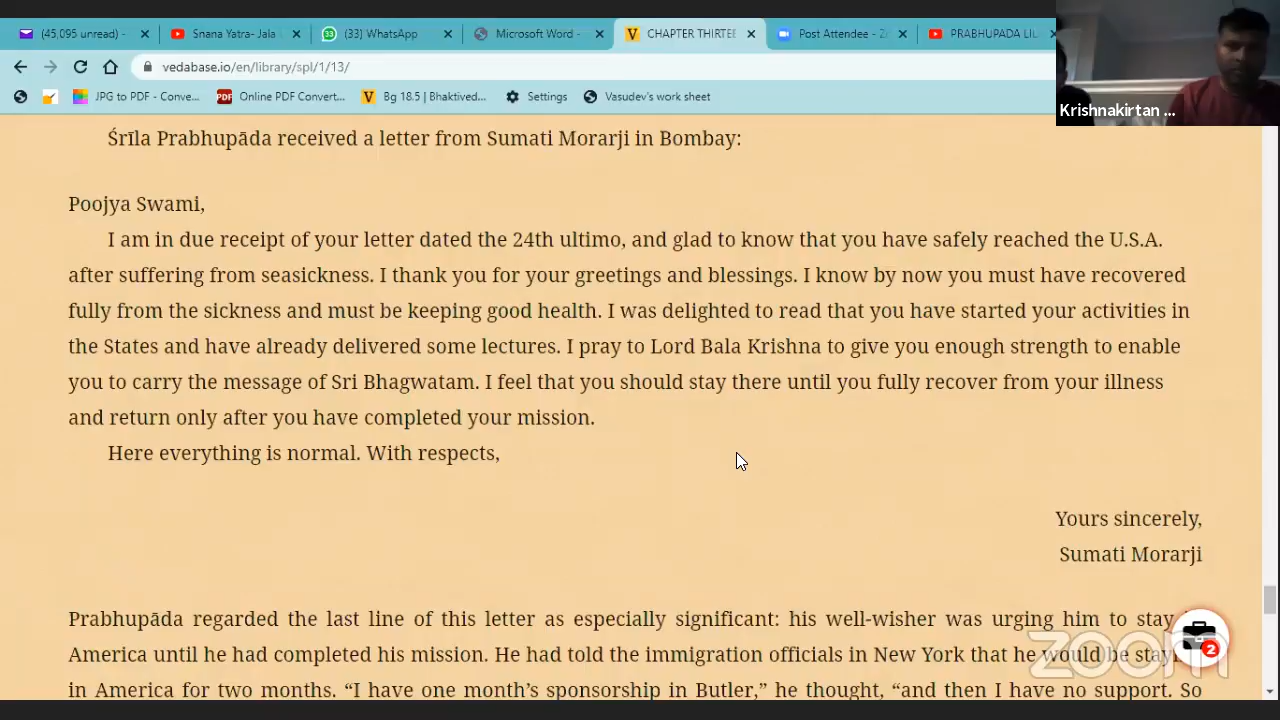 (45,095 unread) -
Snana Yatra- Jala
33 (33) WhatsApp
Microsoft Word -
CHAPTER THIRTEE
Post Attendee - Z
PRABHUPADA LIL
vedabase.io/en/library/spl/1/13/
JPG to PDF - Conve...
PDF Online PDF Convert...
Bg 18.5 | Bhaktived...
Settings
Vasudev's work sheet
Krishnakirtan ...
Śrīla Prabhupāda received a letter from Sumati Morarji in Bombay:
Poojya Swami,
I am in due receipt of your letter dated the 24th ultimo, and glad to know that you have safely reached the U.S.A.
after suffering from seasickness. I thank you for your greetings and blessings. I know by now you must have recovered
fully from the sickness and must be keeping good health. I was delighted to read that you have started your activities in
the States and have already delivered some lectures. I pray to Lord Bala Krishna to give you enough strength to enable
you to carry the message of Sri Bhagwatam. I feel that you should stay there until you fully recover from your illness
and return only after you have completed your mission.
Here everything is normal. With respects,
Yours sincerely,
Sumati Morarji
Prabhupāda regarded the last line of this letter as especially significant: his well-wisher was urging him to stay
America until he had completed his mission. He had told the immigration officials in New York that he would be stay
in America for two months. “I have one month’s sponsorship in Butler,” he thought, “and then I have no support. So
2
zoom